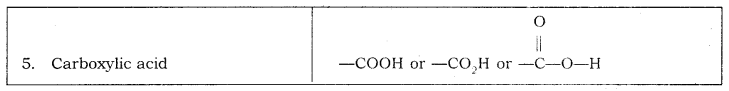 O
||
5. Carboxylic acid —COOH or —CO₂H or —C—O—H